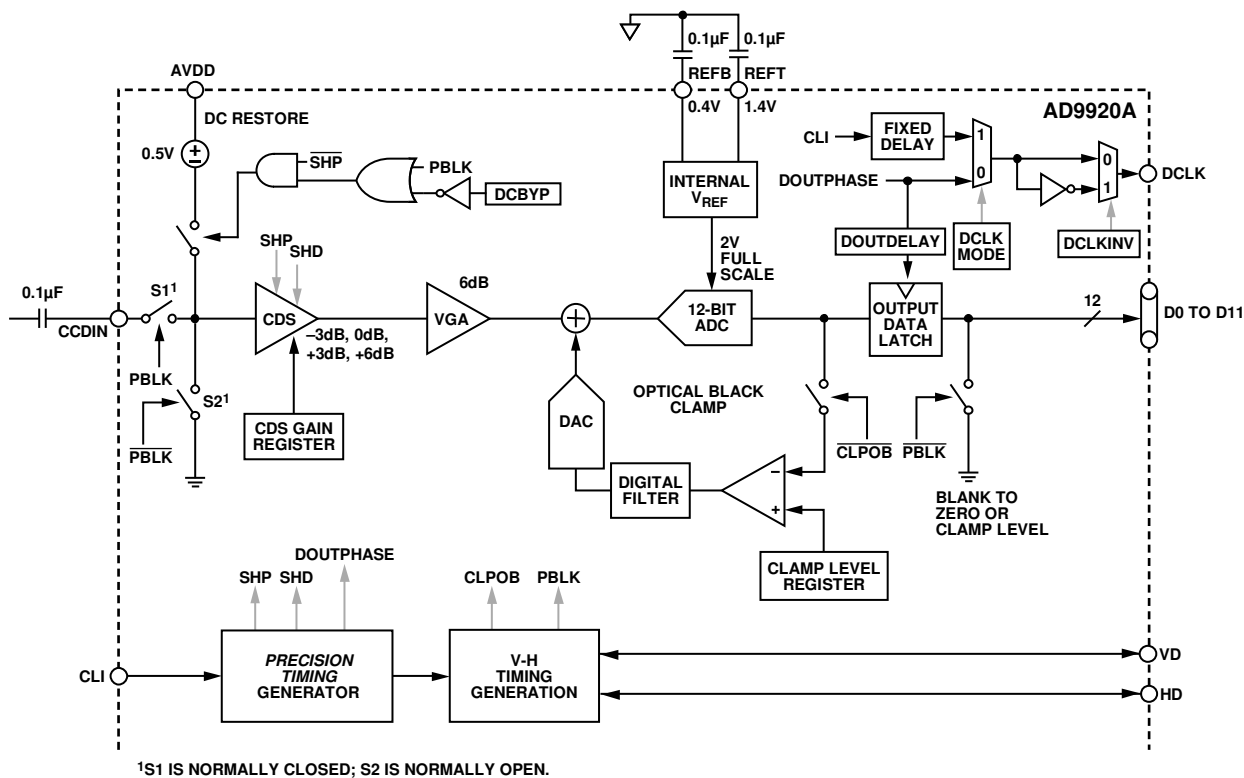 0.1µF
0.1µF
REFB
REFT
AVDD
0.4V
1.4V
AD9920A
DC RESTORE
0.5V
SHP
PBLK
DCBYP
CLI
FIXED
DELAY
1
0
DOUTPHASE
0
1
DCLK
INTERNAL
VREF
DOUTDELAY
DCLK
MODE
DCLKINV
2V
FULL
SCALE
SHP
SHD
0.1µF
CCDIN
S1¹
CDS
–3dB, 0dB,
+3dB, +6dB
6dB
VGA
12-BIT
ADC
OUTPUT
DATA
LATCH
12
D0 TO D11
PBLK
S2¹
PBLK
CDS GAIN
REGISTER
DAC
OPTICAL BLACK
CLAMP
CLPOB
PBLK
DIGITAL
FILTER
–
+
BLANK TO
ZERO OR
CLAMP LEVEL
CLAMP LEVEL
REGISTER
DOUTPHASE
SHP
SHD
CLPOB
PBLK
CLI
PRECISION
TIMING
GENERATOR
V-H
TIMING
GENERATION
VD
HD
¹S1 IS NORMALLY CLOSED; S2 IS NORMALLY OPEN.